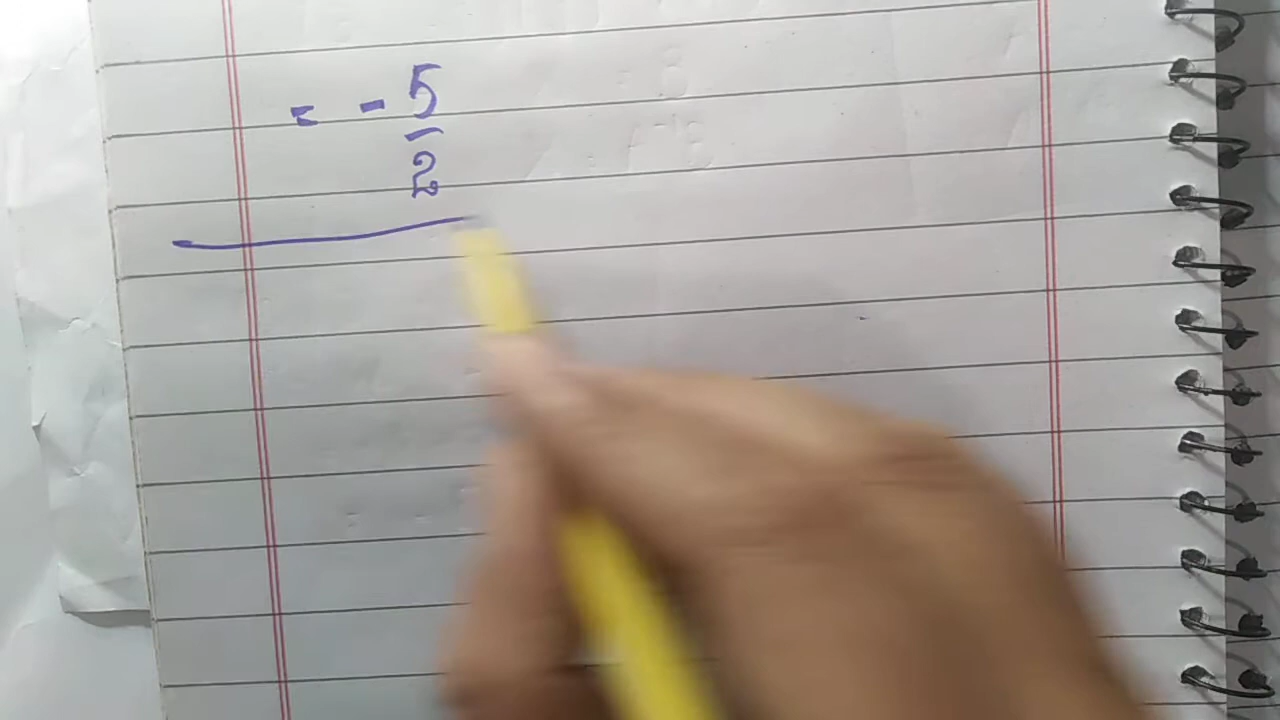 = - 5/2